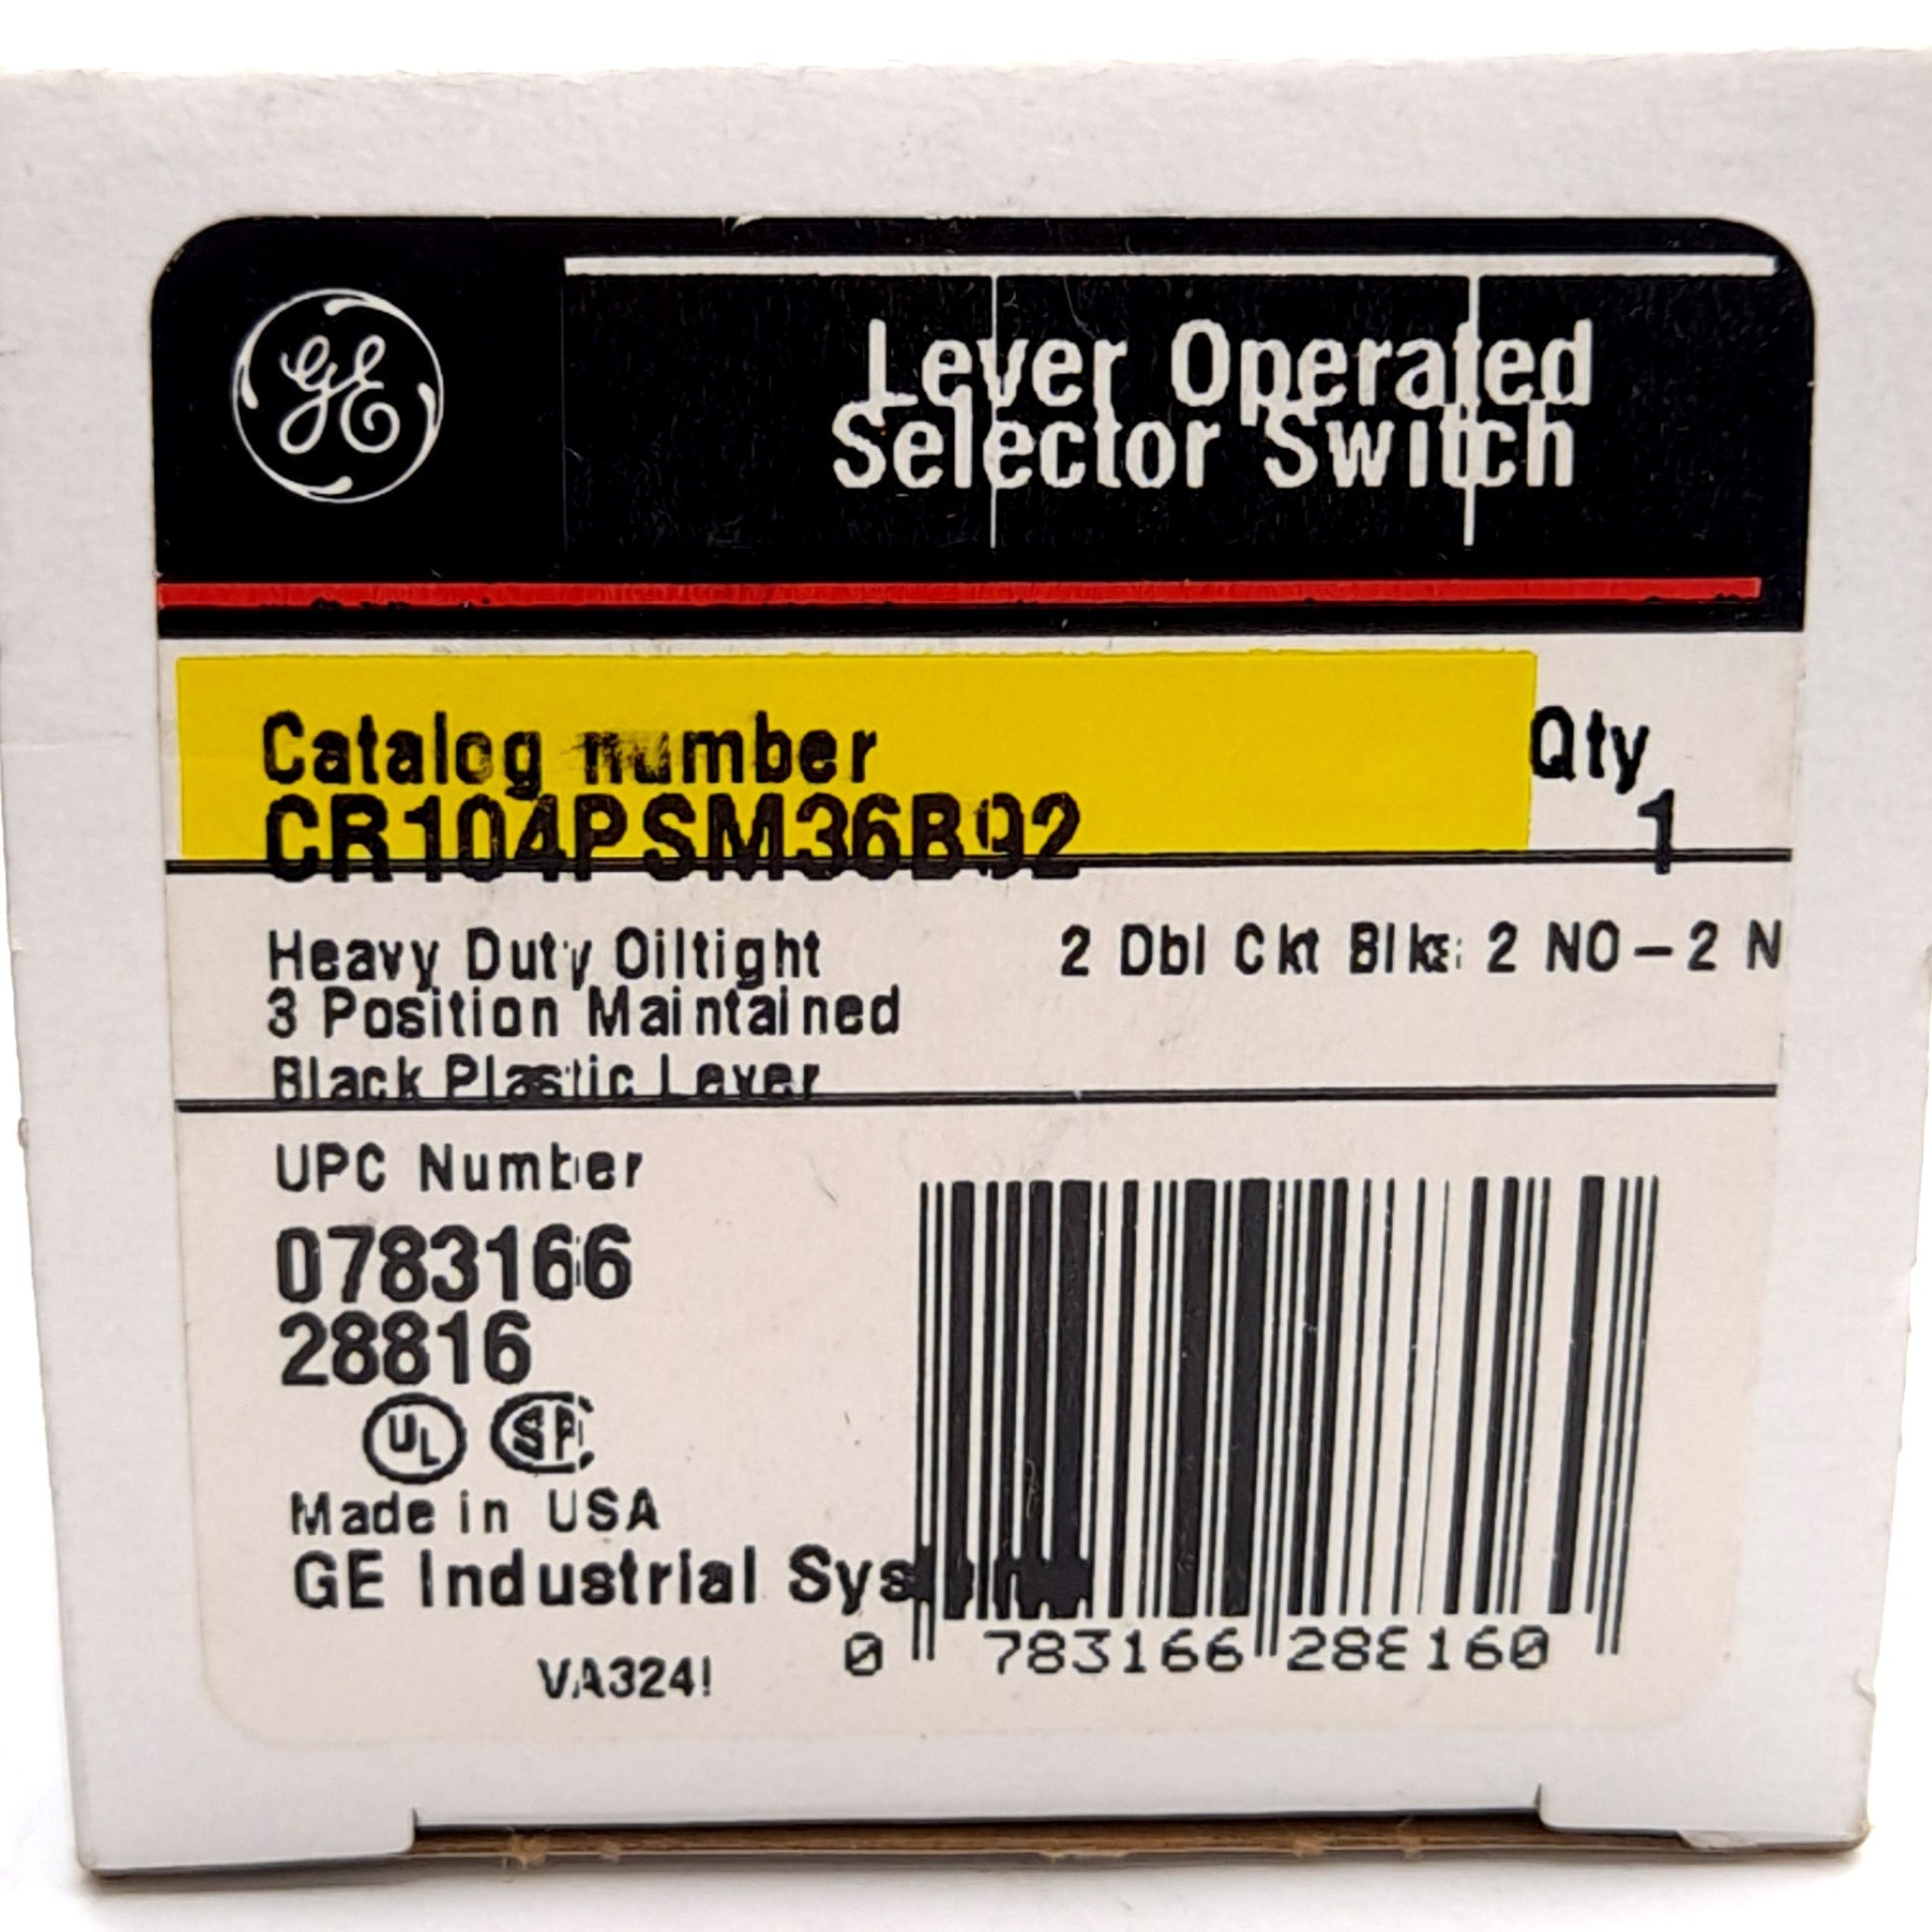 GE
Lever Operated
Selector Switch
Catalog number
Qty
CR104PSM36B92
1
Heavy Duty Oiltight
2 Dbl Ckt Blks: 2 NO-2 N
3 Position Maintained
Black Plastic Lever
UPC Number
0783166
28816
UL
Made in USA
GE Industrial
0 783166 288160